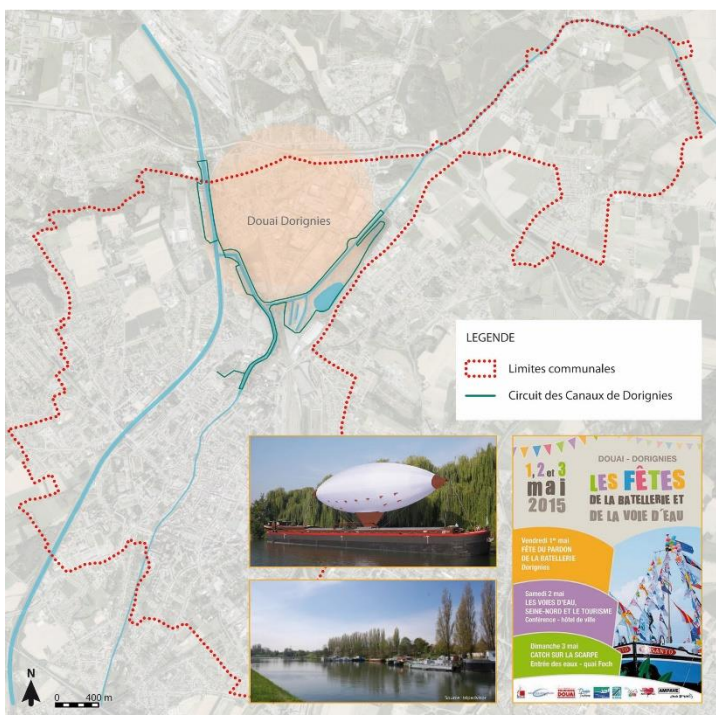 Douai Dorignies
LEGENDE
Limites communales
Circuit des Canaux de Dorignies
N
0 400 m
DOUAI - DORIGNIES
1, 2 et 3
mai
2015
LES FÊTES
DE LA BATELLERIE ET
DE LA VOIE D'EAU
Vendredi 1er mai
FÊTE DU PARDON
DE LA BATELLERIE
Dorignies
Samedi 2 mai
LES VOIES D'EAU,
SEINE-NORD ET LE TOURISME
Conférence - hôtel de ville
Dimanche 3 mai
CATCH SUR LA SCARPE
Entrée des eaux - quai Foch
DOUAI